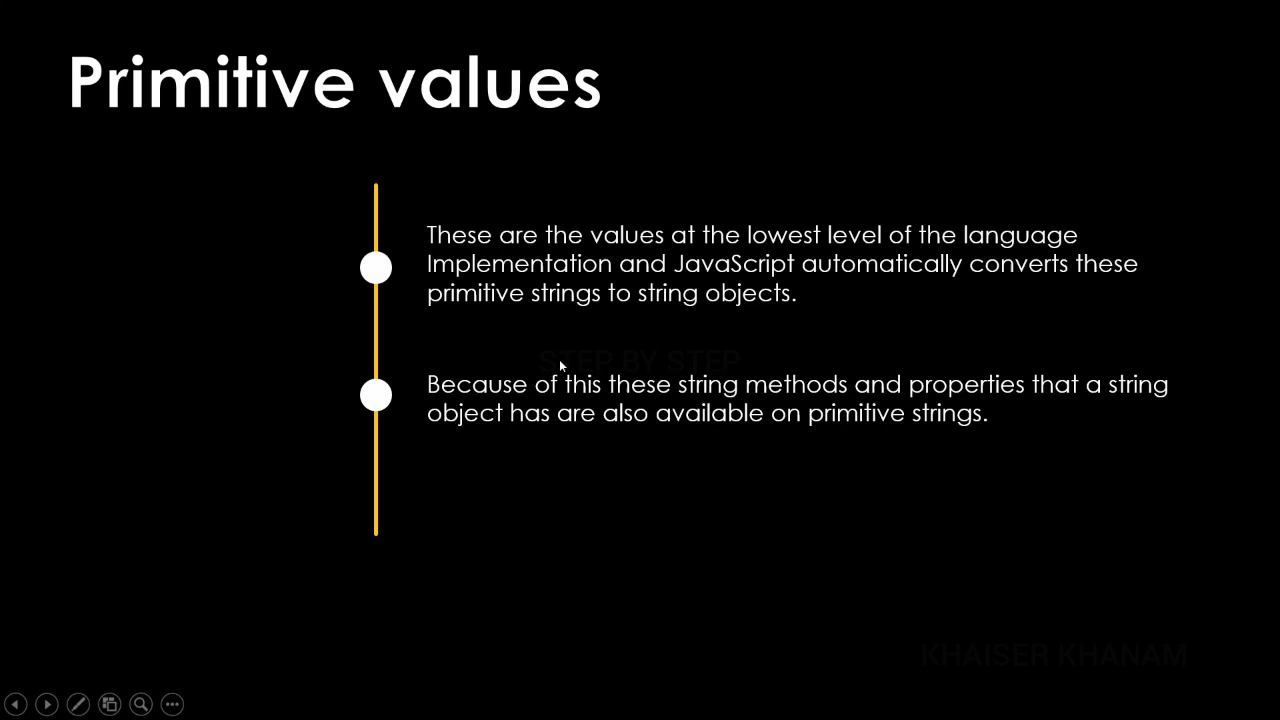 Primitive values
These are the values at the lowest level of the language
Implementation and JavaScript automatically converts these
primitive strings to string objects.
STEP BY STEP
Because of this these string methods and properties that a string
object has are also available on primitive strings.
KHAISER KHANAM